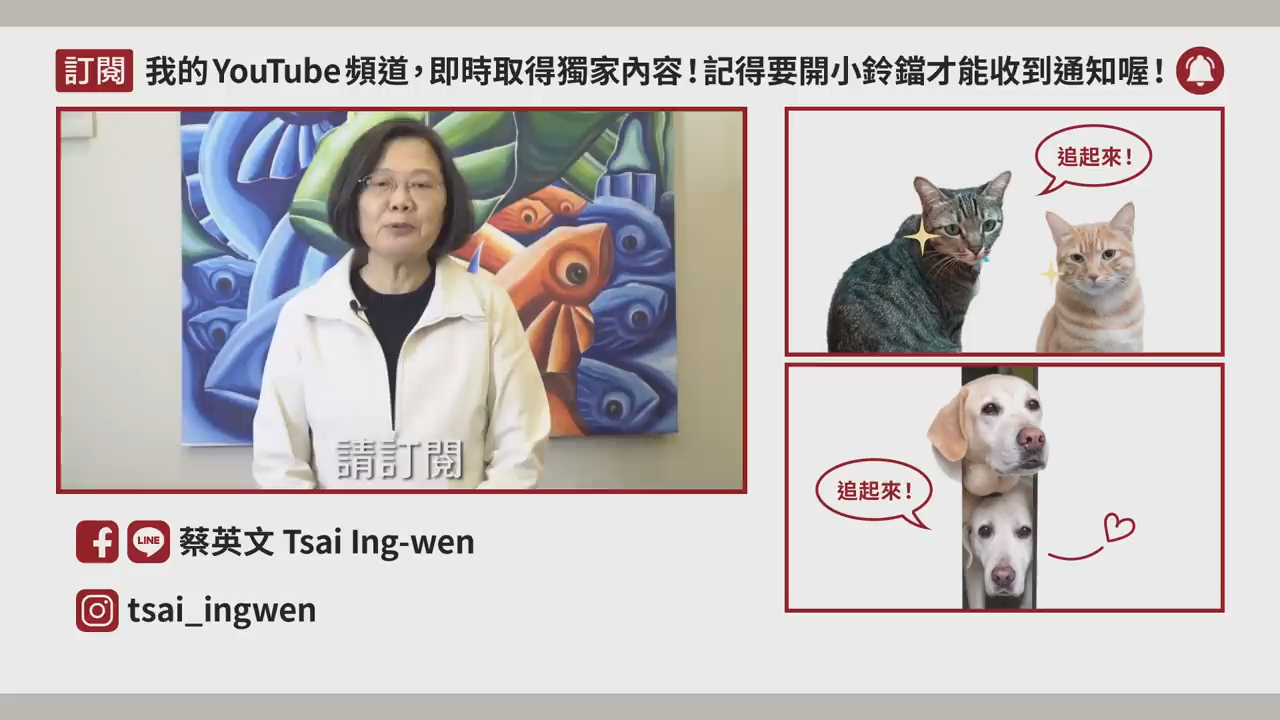 訂閱 我的YouTube頻道，即時取得獨家內容！記得要開小鈴鐺才能收到通知喔！
追起來！
請訂閱
追起來！
LINE 蔡英文 Tsai Ing-wen
tsai_ingwen